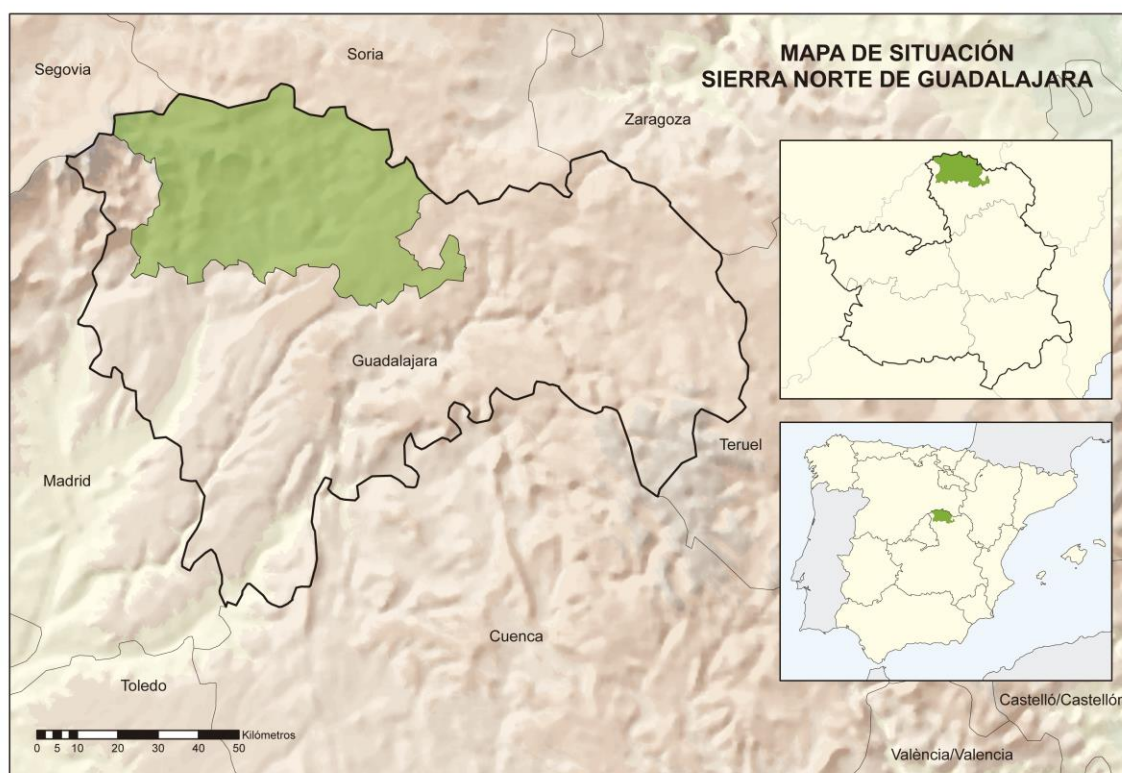 MAPA DE SITUACIÓN
SIERRA NORTE DE GUADALAJARA
Segovia
Soria
Zaragoza
Guadalajara
Teruel
Madrid
Cuenca
Toledo
Castelló/Castellón
València/Valencia
0 5 10 20 30 40 50 Kilómetros